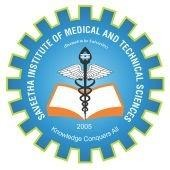 SAVEETHA INSTITUTE OF MEDICAL AND TECHNICAL SCIENCES
2005
Knowledge Conquers All